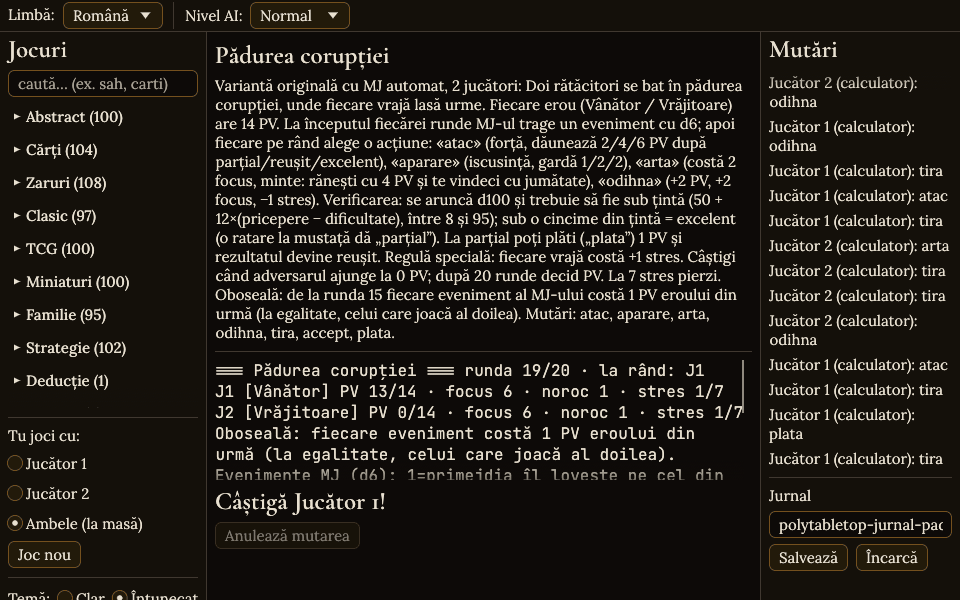 Limbă: Română ▼ Nivel AI: Normal ▼
Jocuri
caută... (ex. sah, carti)
▸ Abstract (100)
▸ Cărți (104)
▸ Zaruri (108)
▸ Clasic (97)
▸ TCG (100)
▸ Miniaturi (100)
▸ Familie (95)
▸ Strategie (102)
▸ Deducție (1)
Tu joci cu:
Jucător 1
Jucător 2
Ambele (la masă)
Joc nou
Temă: Clar Întunecat
Pădurea corupției
Variantă originală cu MJ automat, 2 jucători: Doi rătăcitori se bat în pădurea
corupției, unde fiecare vrajă lasă urme. Fiecare erou (Vânător / Vrăjitoare)
are 14 PV. La începutul fiecărei runde MJ-ul trage un eveniment cu d6; apoi
fiecare pe rând alege o acțiune: «atac» (forță, dăunează 2/4/6 PV după
parțial/reușit/excelent), «aparare» (iscusință, gardă 1/2/2), «arta» (costă 2
focus, minte: rănești cu 4 PV și te vindeci cu jumătate), «odihna» (+2 PV, +2
focus, −1 stres). Verificarea: se aruncă d100 și trebuie să fie sub țintă (50 +
12×(pricepere − dificultate), între 8 și 95); sub o cincime din țintă = excelent
(o ratare la mustață dă „parțial”). La parțial poți plăti („plata”) 1 PV și
rezultatul devine reușit. Regulă specială: fiecare vrajă costă +1 stres. Câștigi
când adversarul ajunge la 0 PV; după 20 runde decid PV. La 7 stres pierzi.
Oboseală: de la runda 15 fiecare eveniment al MJ-ului costă 1 PV eroului din
urmă (la egalitate, celui care joacă al doilea). Mutări: atac, aparare, arta,
odihna, tira, accept, plata.
═══ Pădurea corupției ═══ runda 19/20 · la rând: J1
J1 [Vânător] PV 13/14 · focus 6 · noroc 1 · stres 1/7
J2 [Vrăjitoare] PV 0/14 · focus 6 · noroc 1 · stres 1/7
Oboseală: fiecare eveniment costă 1 PV eroului din
urmă (la egalitate, celui care joacă al doilea).
Evenimente MJ (d6): 1=primejdia îl lovește pe cel din
Câștigă Jucător 1!
Anulează mutarea
Mutări
Jucător 2 (calculator):
odihna
Jucător 1 (calculator):
odihna
Jucător 1 (calculator): tira
Jucător 1 (calculator): atac
Jucător 1 (calculator): tira
Jucător 2 (calculator): arta
Jucător 2 (calculator): tira
Jucător 2 (calculator): tira
Jucător 2 (calculator):
odihna
Jucător 1 (calculator): atac
Jucător 1 (calculator): tira
Jucător 1 (calculator):
plata
Jucător 1 (calculator): tira
Jurnal
polytabletop-jurnal-pad
Salvează Încarcă